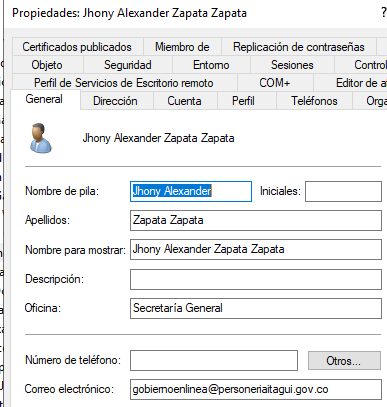 Propiedades: Jhony Alexander Zapata Zapata ?
Certificados publicados Miembro de Replicación de contraseñas
Objeto Seguridad Entorno Sesiones Control
Perfil de Servicios de Escritorio remoto COM+ Editor de at
General Dirección Cuenta Perfil Teléfonos Orga
Jhony Alexander Zapata Zapata
Nombre de pila: Jhony Alexander Iniciales:
Apellidos: Zapata Zapata
Nombre para mostrar: Jhony Alexander Zapata Zapata
Descripción:
Oficina: Secretaría General
Número de teléfono: Otros...
Correo electrónico: gobiernoenlinea@personeriaitagui.gov.co